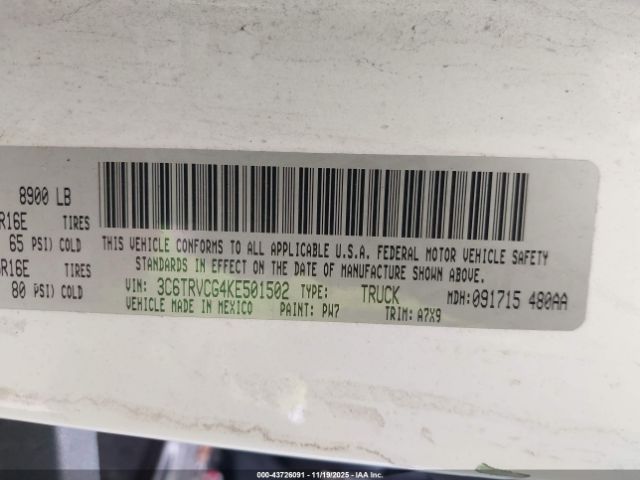 8900 LB
R16E TIRES
65 PSI) COLD
R16E TIRES
80 PSI) COLD
THIS VEHICLE CONFORMS TO ALL APPLICABLE U.S.A. FEDERAL MOTOR VEHICLE SAFETY
STANDARDS IN EFFECT ON THE DATE OF MANUFACTURE SHOWN ABOVE.
VIN: 3C6TRVCG4KE501502 TYPE: TRUCK MDH:091715 480AA
VEHICLE MADE IN MEXICO PAINT: PW7 TRIM: A7X9
000-43726091 - 11/19/2025 - IAAI.CA